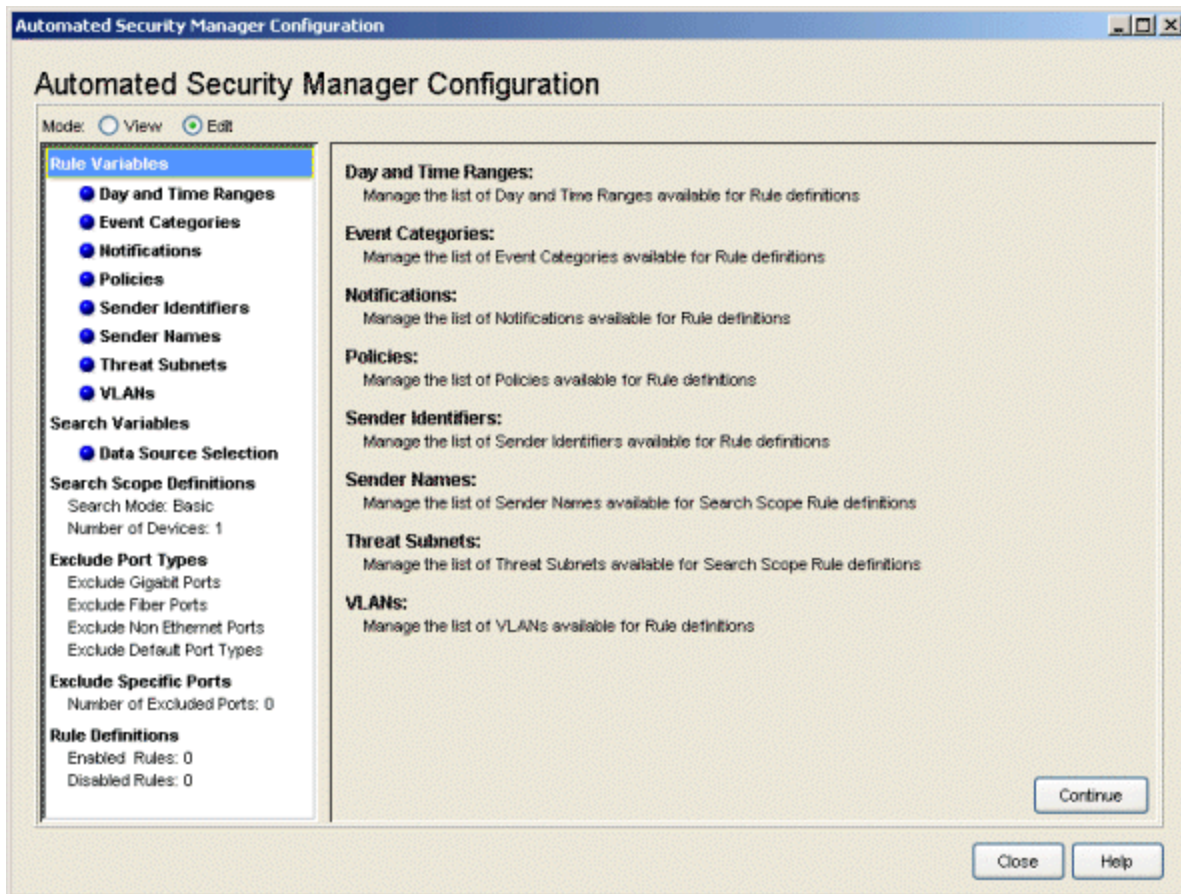 Automated Security Manager Configuration
Automated Security Manager Configuration
Mode: View Edit
Rule Variables
Day and Time Ranges
Event Categories
Notifications
Policies
Sender Identifiers
Sender Names
Threat Subnets
VLANs
Search Variables
Data Source Selection
Search Scope Definitions
Search Mode: Basic
Number of Devices: 1
Exclude Port Types
Exclude Gigabit Ports
Exclude Fiber Ports
Exclude Non Ethernet Ports
Exclude Default Port Types
Exclude Specific Ports
Number of Excluded Ports: 0
Rule Definitions
Enabled Rules: 0
Disabled Rules: 0
Day and Time Ranges:
Manage the list of Day and Time Ranges available for Rule definitions
Event Categories:
Manage the list of Event Categories available for Rule definitions
Notifications:
Manage the list of Notifications available for Rule definitions
Policies:
Manage the list of Policies available for Rule definitions
Sender Identifiers:
Manage the list of Sender Identifiers available for Rule definitions
Sender Names:
Manage the list of Sender Names available for Search Scope Rule definitions
Threat Subnets:
Manage the list of Threat Subnets available for Search Scope Rule definitions
VLANs:
Manage the list of VLANs available for Rule definitions
Continue
Close Help